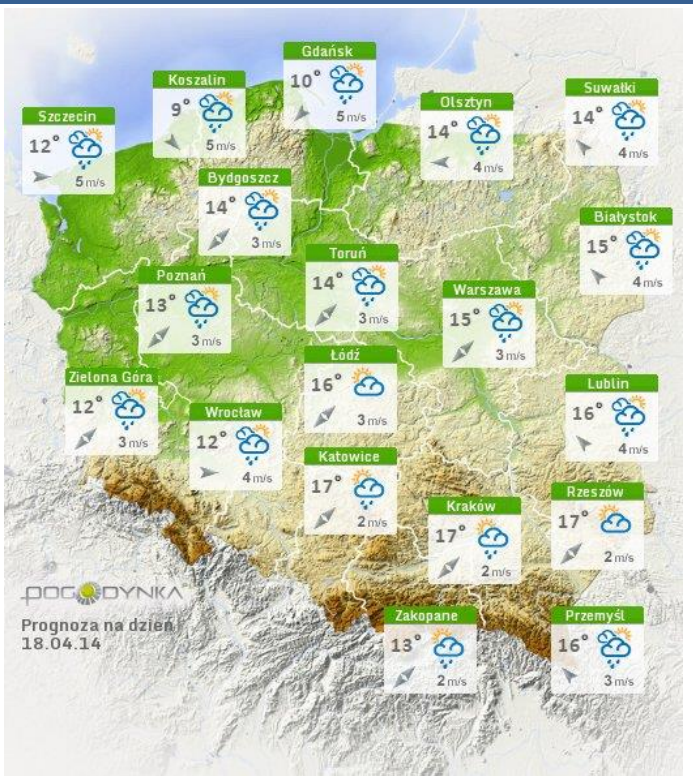 Gdańsk
10°
5 m/s
Koszalin
9°
5 m/s
Szczecin
12°
5 m/s
Olsztyn
14°
4 m/s
Suwałki
14°
4 m/s
Bydgoszcz
14°
3 m/s
Białystok
15°
4 m/s
Toruń
14°
3 m/s
Poznań
13°
3 m/s
Warszawa
15°
3 m/s
Łódź
16°
3 m/s
Zielona Góra
12°
3 m/s
Wrocław
12°
4 m/s
Lublin
16°
4 m/s
Katowice
17°
2 m/s
Kraków
17°
2 m/s
Rzeszów
17°
2 m/s
POGODYNKA
Prognoza na dzień
18.04.14
Zakopane
13°
2 m/s
Przemyśl
16°
3 m/s